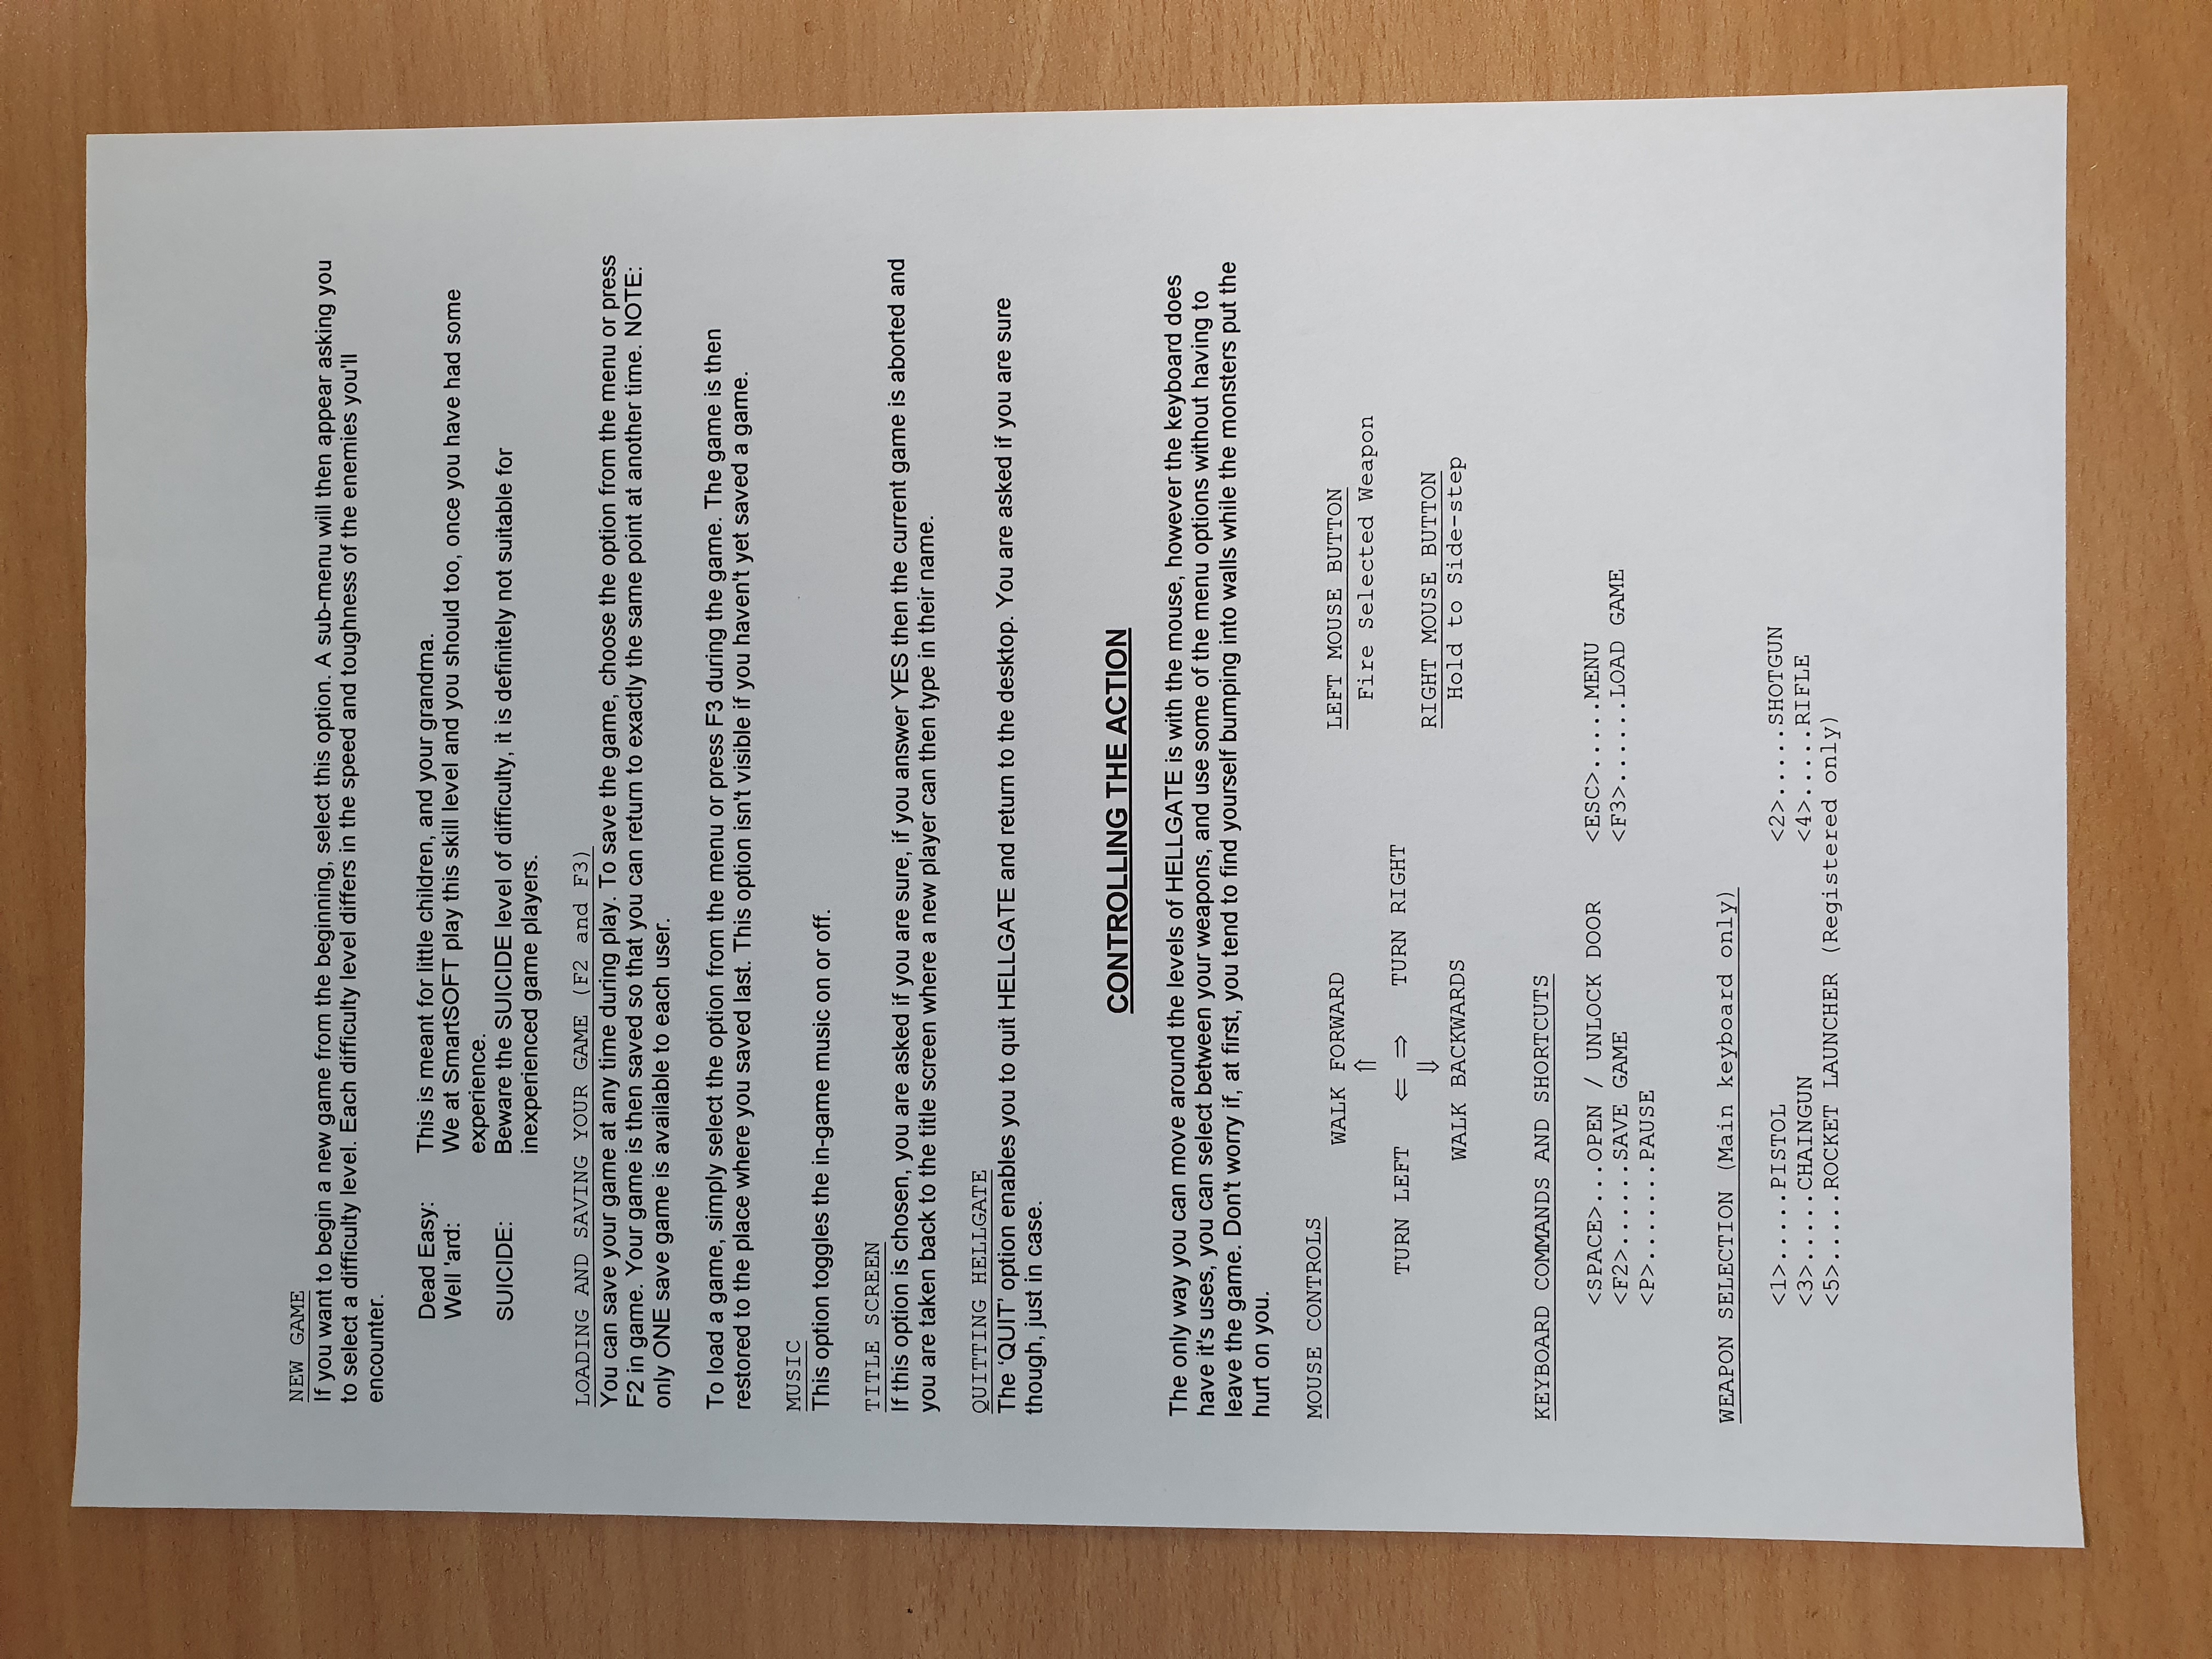 NEW GAME
If you want to begin a new game from the beginning, select this option. A sub-menu will then appear asking you
to select a difficulty level. Each difficulty level differs in the speed and toughness of the enemies you'll
encounter.
Dead Easy: This is meant for little children, and your grandma.
Well 'ard: We at SmartSOFT play this skill level and you should too, once you have had some
experience.
SUICIDE: Beware the SUICIDE level of difficulty, it is definitely not suitable for
inexperienced game players.
LOADING AND SAVING YOUR GAME (F2 and F3)
You can save your game at any time during play. To save the game, choose the option from the menu or press
F2 in game. Your game is then saved so that you can return to exactly the same point at another time. NOTE:
only ONE save game is available to each user.
To load a game, simply select the option from the menu or press F3 during the game. The game is then
restored to the place where you saved last. This option isn't visible if you haven't yet saved a game.
MUSIC
This option toggles the in-game music on or off.
TITLE SCREEN
If this option is chosen, you are asked if you are sure, if you answer YES then the current game is aborted and
you are taken back to the title screen where a new player can then type in their name.
QUITTING HELLGATE
The ‘QUIT’ option enables you to quit HELLGATE and return to the desktop. You are asked if you are sure
though, just in case.
CONTROLLING THE ACTION
The only way you can move around the levels of HELLGATE is with the mouse, however the keyboard does
have it's uses, you can select between your weapons, and use some of the menu options without having to
leave the game. Don't worry if, at first, you tend to find yourself bumping into walls while the monsters put the
hurt on you.
MOUSE CONTROLS
WALK FORWARD
⇑
TURN LEFT ⇐ ⇒ TURN RIGHT
⇓
WALK BACKWARDS
LEFT MOUSE BUTTON
Fire Selected Weapon
RIGHT MOUSE BUTTON
Hold to Side-step
KEYBOARD COMMANDS AND SHORTCUTS
<SPACE>...OPEN / UNLOCK DOOR <ESC>.....MENU
<F2>......SAVE GAME <F3>......LOAD GAME
<P>.......PAUSE
WEAPON SELECTION (Main keyboard only)
<1>.....PISTOL <2>.....SHOTGUN
<3>.....CHAINGUN <4>.....RIFLE
<5>.....ROCKET LAUNCHER (Registered only)